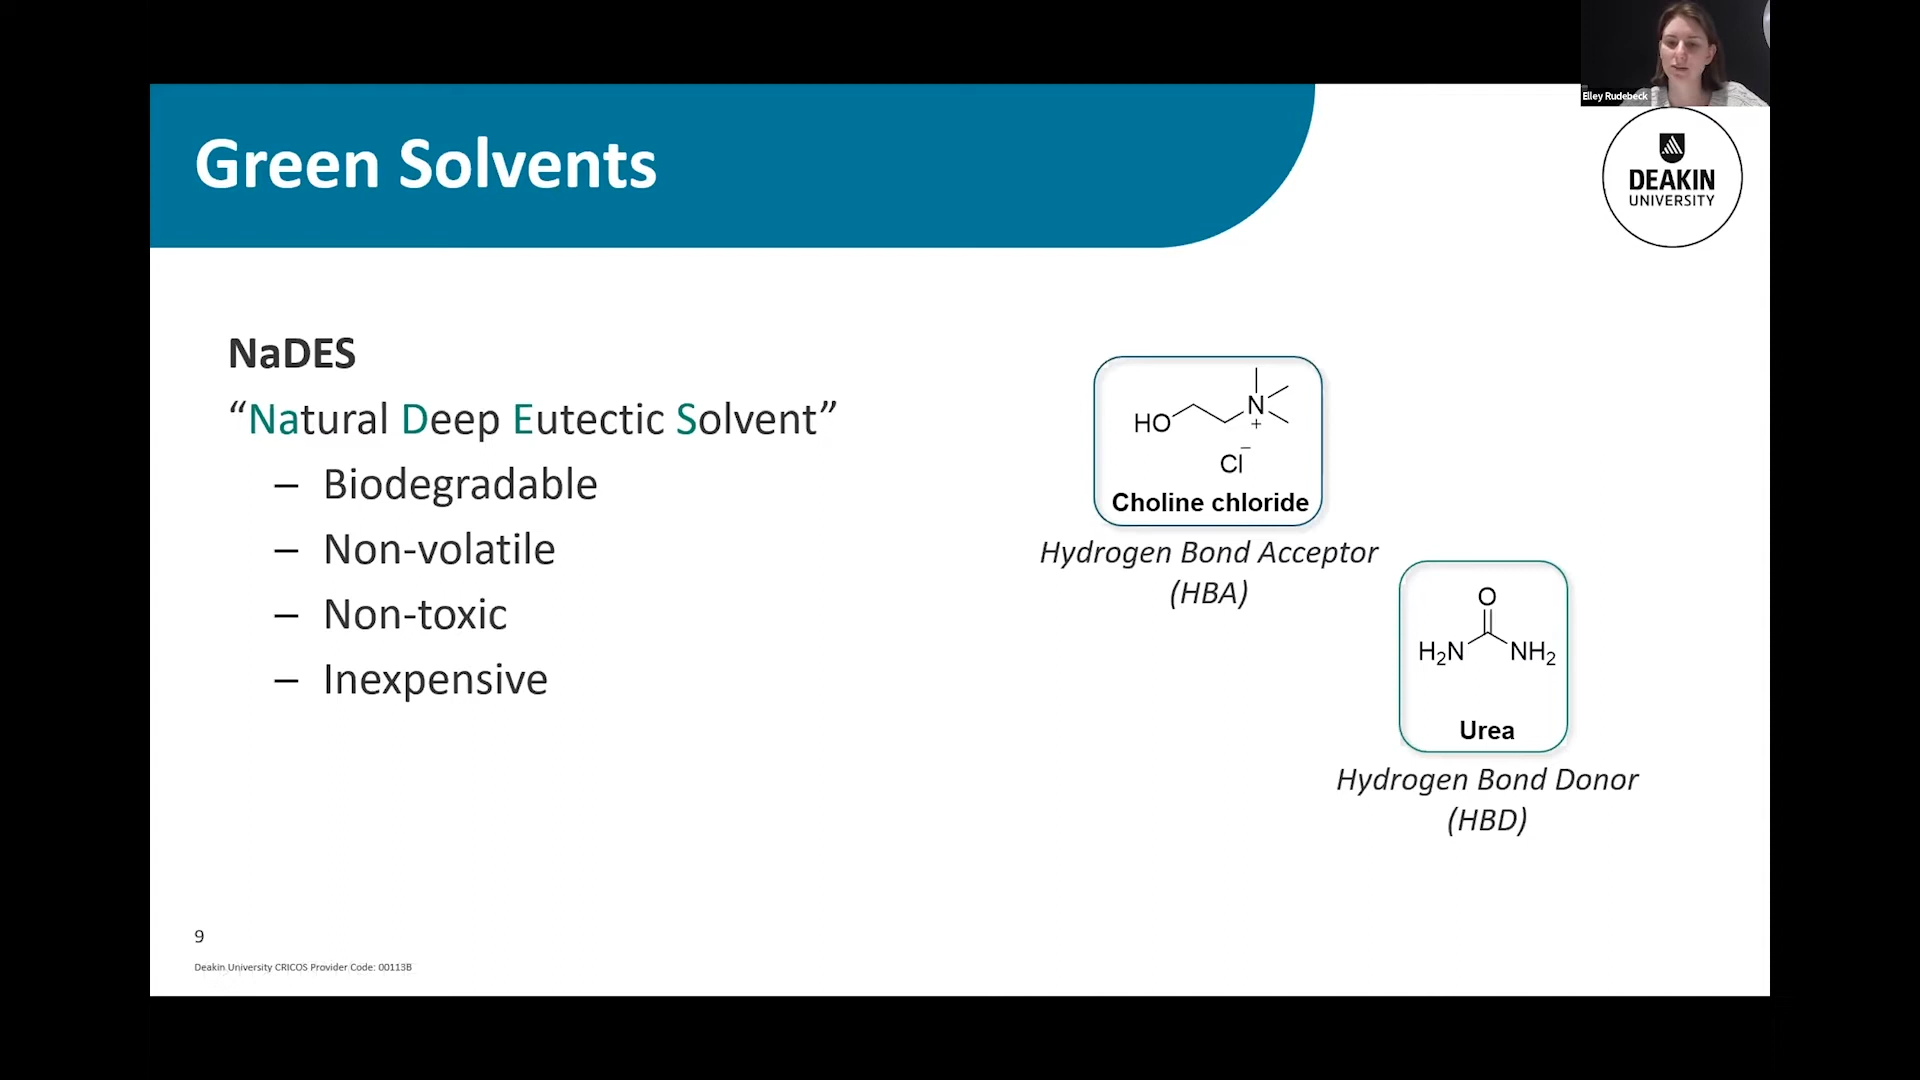 Elley Rudebeck
Green Solvents
DEAKIN
UNIVERSITY
NaDES
“Natural Deep Eutectic Solvent”
– Biodegradable
– Non-volatile
– Non-toxic
– Inexpensive
HO
N
+
Cl
–
Choline chloride
Hydrogen Bond Acceptor
(HBA)
O
H₂N NH₂
Urea
Hydrogen Bond Donor
(HBD)
9
Deakin University CRICOS Provider Code: 00113B